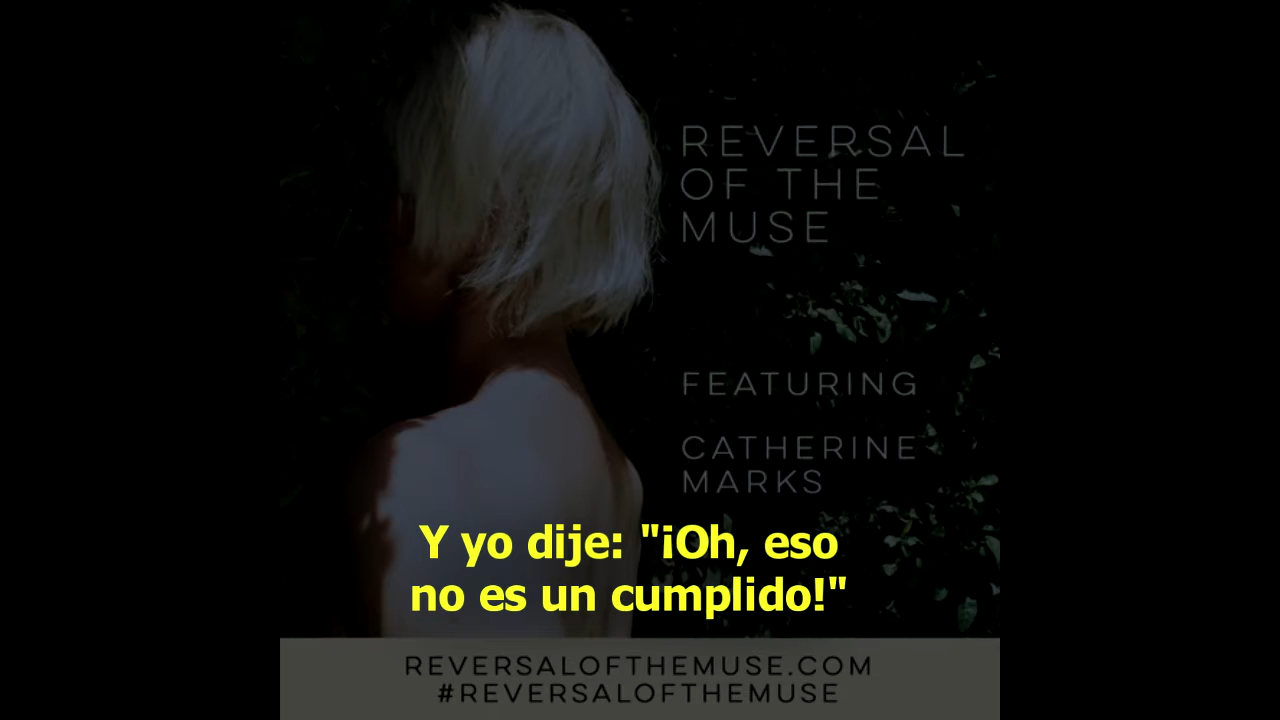 REVERSAL
OF THE
MUSE
FEATURING
CATHERINE
MARKS
Y yo dije: "¡Oh, eso
no es un cumplido!"
REVERSALOFTHEMUSE.COM
#REVERSALOFTHEMUSE